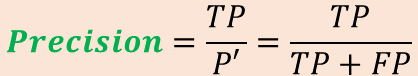 Precision = TP / P′ = TP / (TP + FP)